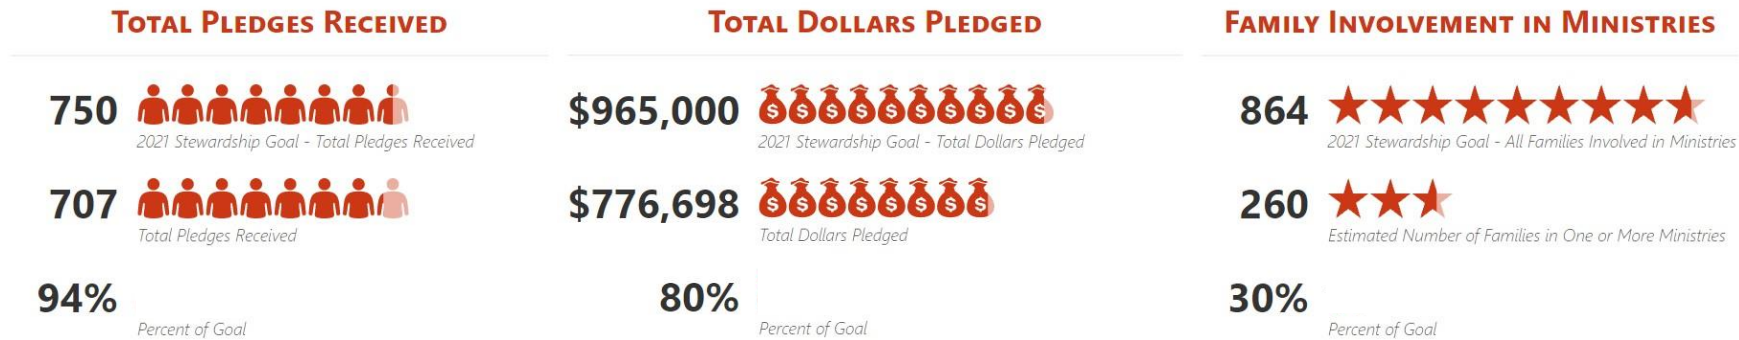 TOTAL PLEDGES RECEIVED
750
2021 Stewardship Goal - Total Pledges Received
707
Total Pledges Received
94%
Percent of Goal
TOTAL DOLLARS PLEDGED
$965,000
2021 Stewardship Goal - Total Dollars Pledged
$776,698
Total Dollars Pledged
80%
Percent of Goal
FAMILY INVOLVEMENT IN MINISTRIES
864
2021 Stewardship Goal - All Families Involved in Ministries
260
Estimated Number of Families in One or More Ministries
30%
Percent of Goal